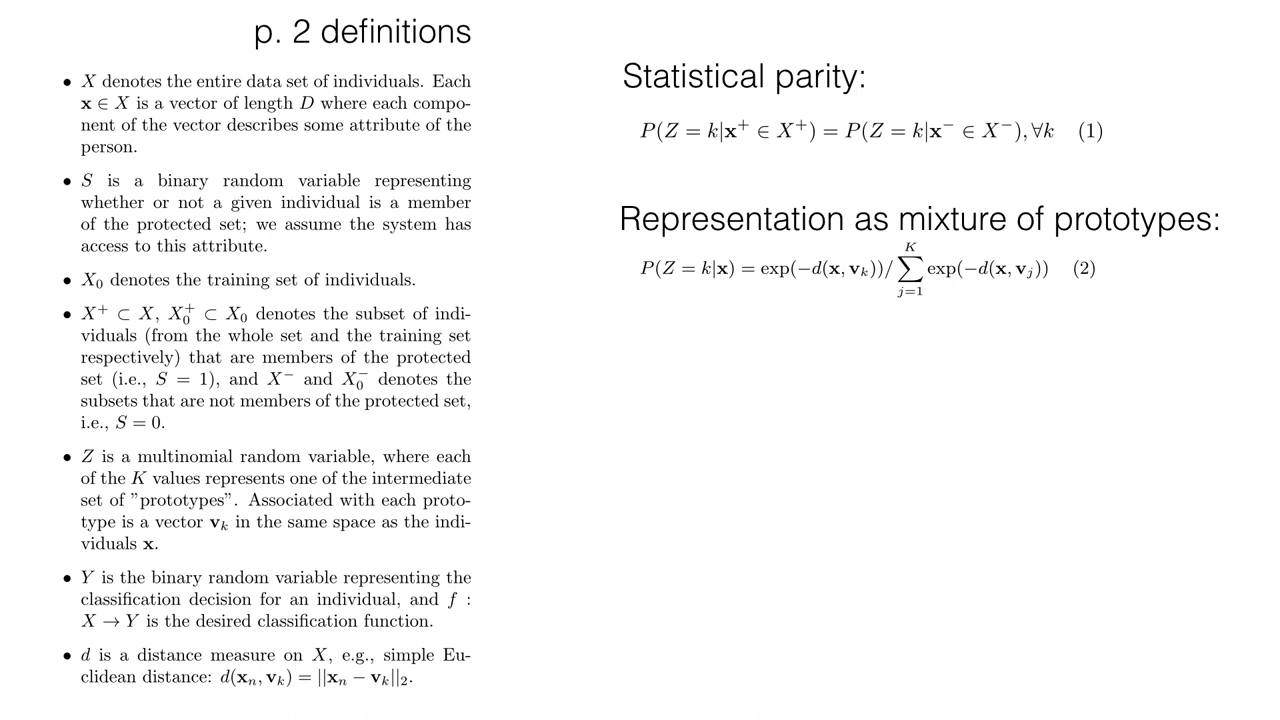 p. 2 definitions
• X denotes the entire data set of individuals. Each
x ∈ X is a vector of length D where each compo-
nent of the vector describes some attribute of the
person.
• S is a binary random variable representing
whether or not a given individual is a member
of the protected set; we assume the system has
access to this attribute.
• X₀ denotes the training set of individuals.
• X⁺ ⊂ X, X₀⁺ ⊂ X₀ denotes the subset of indi-
viduals (from the whole set and the training set
respectively) that are members of the protected
set (i.e., S = 1), and X⁻ and X₀⁻ denotes the
subsets that are not members of the protected set,
i.e., S = 0.
• Z is a multinomial random variable, where each
of the K values represents one of the intermediate
set of ”prototypes”. Associated with each proto-
type is a vector vₖ in the same space as the indi-
viduals x.
• Y is the binary random variable representing the
classification decision for an individual, and f :
X → Y is the desired classification function.
• d is a distance measure on X, e.g., simple Eu-
clidean distance: d(xₙ, vₖ) = ||xₙ − vₖ||₂.
Statistical parity:
P(Z = k|x⁺ ∈ X⁺) = P(Z = k|x⁻ ∈ X⁻), ∀k (1)
Representation as mixture of prototypes:
P(Z = k|x) = exp(−d(x, vₖ))/ ∑_{j=1}^{K} exp(−d(x, vⱼ)) (2)